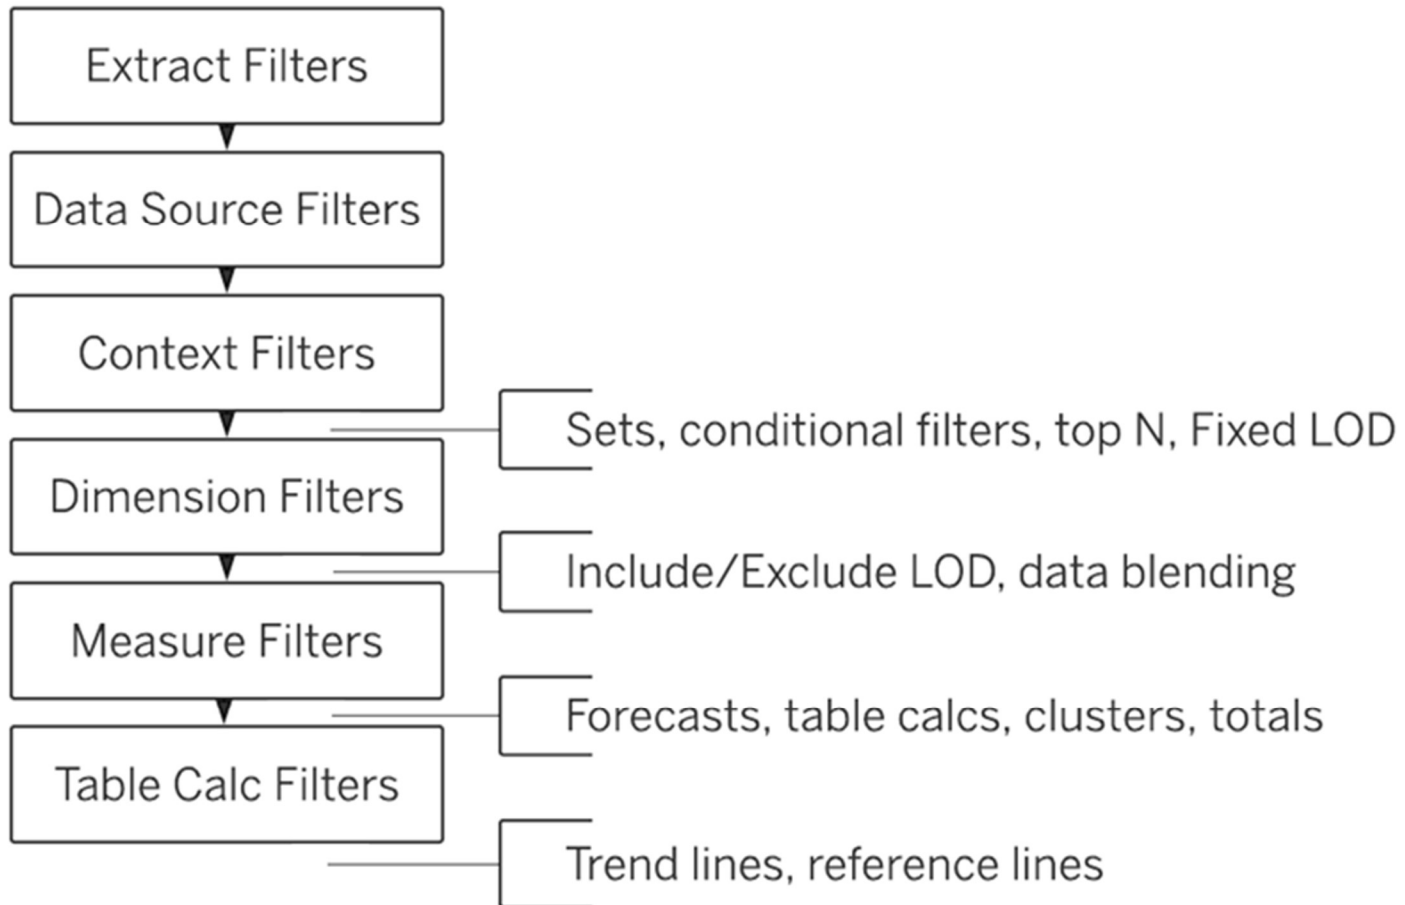 Extract Filters
Data Source Filters
Context Filters
Sets, conditional filters, top N, Fixed LOD
Dimension Filters
Include/Exclude LOD, data blending
Measure Filters
Forecasts, table calcs, clusters, totals
Table Calc Filters
Trend lines, reference lines